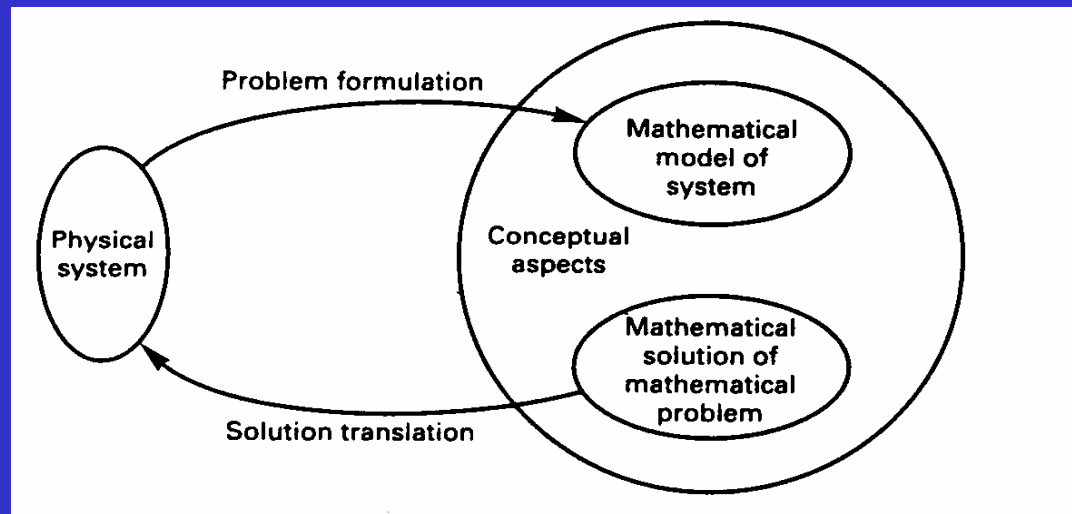 Problem formulation
Mathematical
model of
system
Physical
system
Conceptual
aspects
Mathematical
solution of
mathematical
problem
Solution translation